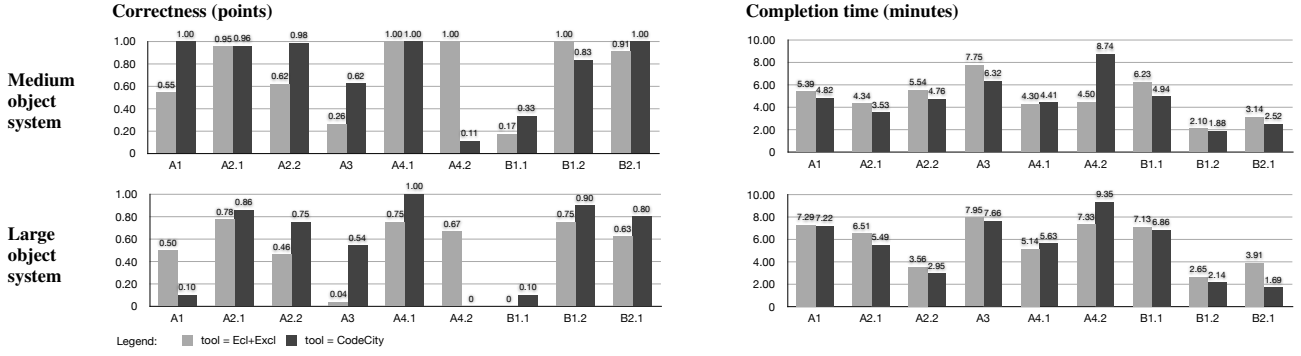 Correctness (points)
Completion time (minutes)
Medium
object
system
1.00
0.80
0.60
0.40
0.20
0
0.55
1.00
0.95
0.96
0.62
0.98
0.26
0.62
1.00
1.00
1.00
0.11
0.17
0.33
1.00
0.83
0.91
1.00
A1
A2.1
A2.2
A3
A4.1
A4.2
B1.1
B1.2
B2.1
10.00
8.00
6.00
4.00
2.00
0
5.39
4.82
4.34
3.53
5.54
4.76
7.75
6.32
4.30
4.41
4.50
8.74
6.23
4.94
2.10
1.88
3.14
2.52
A1
A2.1
A2.2
A3
A4.1
A4.2
B1.1
B1.2
B2.1
Large
object
system
1.00
0.80
0.60
0.40
0.20
0
0.50
0.10
0.78
0.86
0.46
0.75
0.04
0.54
0.75
1.00
0.67
0
0
0.10
0.75
0.90
0.63
0.80
A1
A2.1
A2.2
A3
A4.1
A4.2
B1.1
B1.2
B2.1
10.00
8.00
6.00
4.00
2.00
0
7.29
7.22
6.51
5.49
3.56
2.95
7.95
7.66
5.14
5.63
7.33
9.35
7.13
6.86
2.65
2.14
3.91
1.69
A1
A2.1
A2.2
A3
A4.1
A4.2
B1.1
B1.2
B2.1
Legend: tool = Ecl+Excl tool = CodeCity